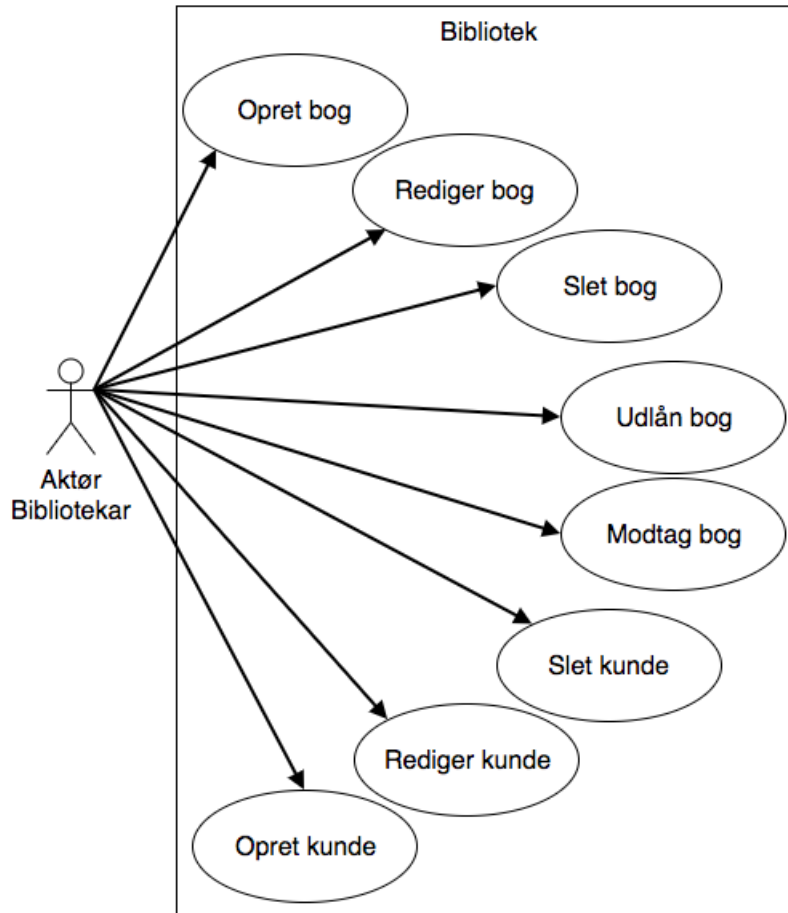 Bibliotek
Opret bog
Rediger bog
Slet bog
Udlån bog
Modtag bog
Slet kunde
Rediger kunde
Opret kunde
Aktør
Bibliotekar